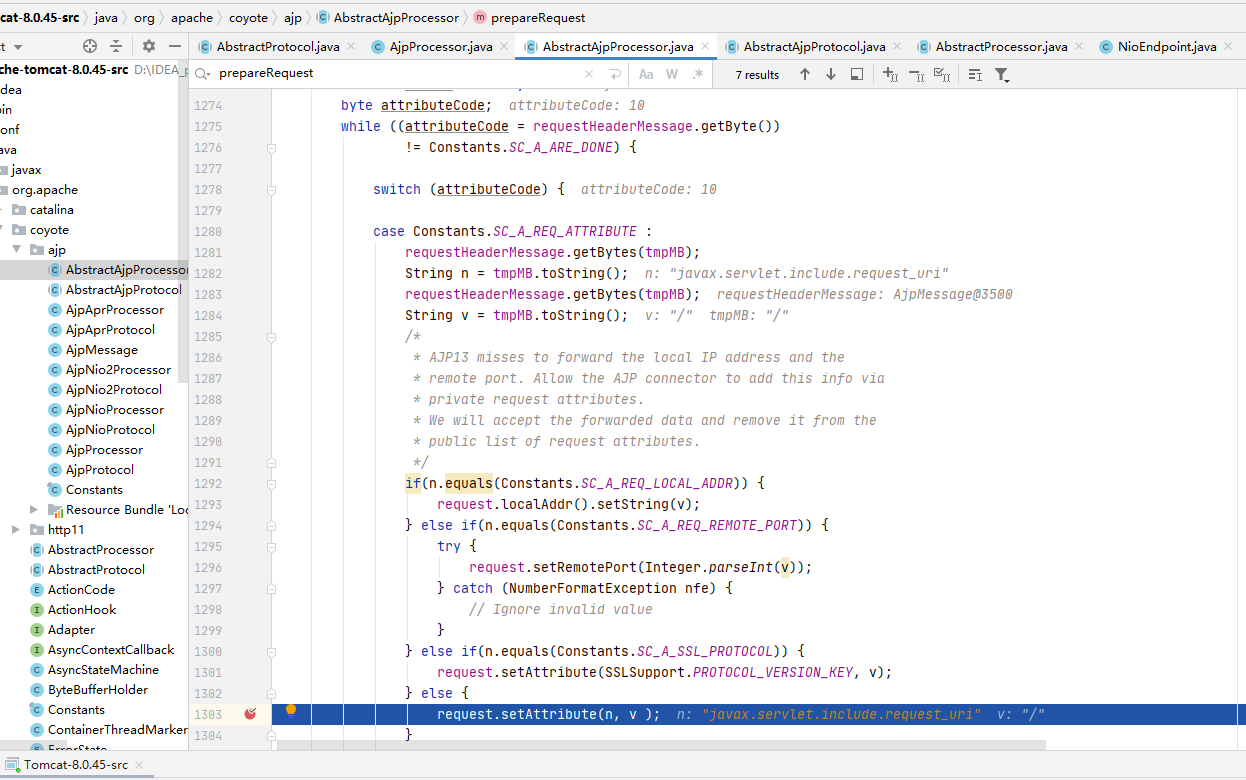 cat-8.0.45-src java org apache coyote ajp AbstractAjpProcessor prepareRequest
AbstractProtocol.java AjpProcessor.java AbstractAjpProcessor.java AbstractAjpProtocol.java AbstractProcessor.java NioEndpoint.java
che-tomcat-8.0.45-src D:\IDEA_p
dea
in
onf
ava
javax
org.apache
catalina
coyote
ajp
AbstractAjpProcessor
AbstractAjpProtocol
AjpAprProcessor
AjpAprProtocol
AjpMessage
AjpNio2Processor
AjpNio2Protocol
AjpNioProcessor
AjpNioProtocol
AjpProcessor
AjpProtocol
Constants
Resource Bundle 'Loc
http11
AbstractProcessor
AbstractProtocol
ActionCode
ActionHook
Adapter
AsyncContextCallback
AsyncStateMachine
ByteBufferHolder
Constants
ContainerThreadMarker
ErrorState
prepareRequest Aa W .* 7 results
1274 byte attributeCode; attributeCode: 10
1275 while ((attributeCode = requestHeaderMessage.getByte())
1276 != Constants.SC_A_ARE_DONE) {
1277
1278 switch (attributeCode) { attributeCode: 10
1279
1280 case Constants.SC_A_REQ_ATTRIBUTE :
1281 requestHeaderMessage.getBytes(tmpMB);
1282 String n = tmpMB.toString(); n: "javax.servlet.include.request_uri"
1283 requestHeaderMessage.getBytes(tmpMB); requestHeaderMessage: AjpMessage@3500
1284 String v = tmpMB.toString(); v: "/" tmpMB: "/"
1285 /*
1286 * AJP13 misses to forward the local IP address and the
1287 * remote port. Allow the AJP connector to add this info via
1288 * private request attributes.
1289 * We will accept the forwarded data and remove it from the
1290 * public list of request attributes.
1291 */
1292 if(n.equals(Constants.SC_A_REQ_LOCAL_ADDR)) {
1293 request.localAddr().setString(v);
1294 } else if(n.equals(Constants.SC_A_REQ_REMOTE_PORT)) {
1295 try {
1296 request.setRemotePort(Integer.parseInt(v));
1297 } catch (NumberFormatException nfe) {
1298 // Ignore invalid value
1299 }
1300 } else if(n.equals(Constants.SC_A_SSL_PROTOCOL)) {
1301 request.setAttribute(SSLSupport.PROTOCOL_VERSION_KEY, v);
1302 } else {
1303 request.setAttribute(n, v ); n: "javax.servlet.include.request_uri" v: "/"
1304 }
Tomcat-8.0.45-src